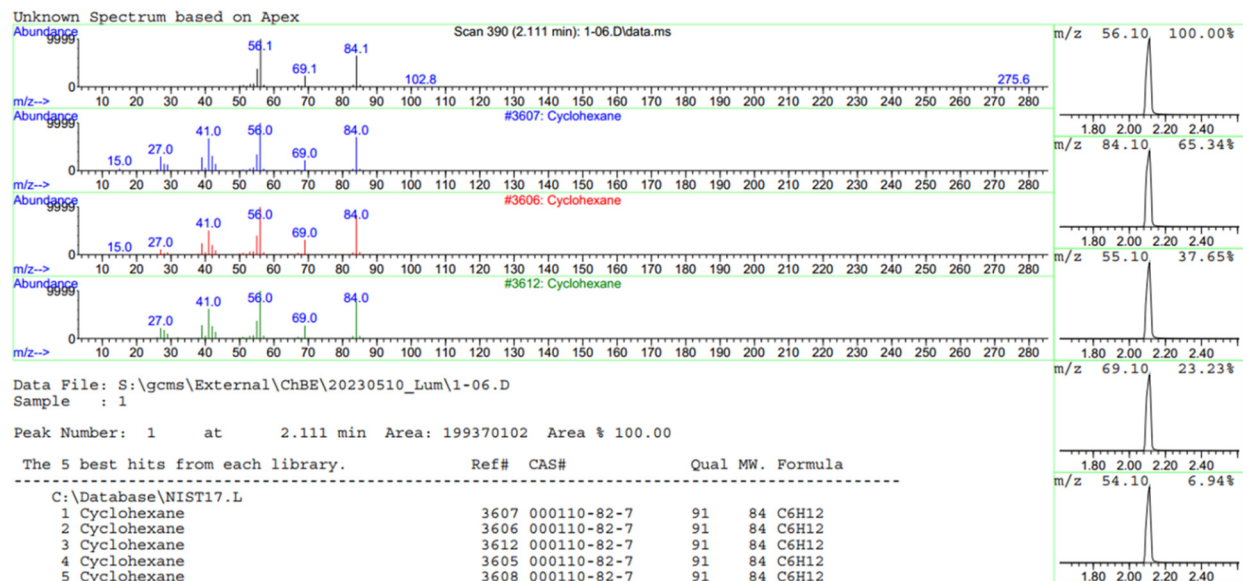 Unknown Spectrum based on Apex
Abundance
Scan 390 (2.111 min): 1-06.D\data.ms
9999
56.1
84.1
69.1
102.8
275.6
0
10 20 30 40 50 60 70 80 90 100 110 120 130 140 150 160 170 180 190 200 210 220 230 240 250 260 270 280
m/z-->
Abundance
#3607: Cyclohexane
9999
15.0
27.0
41.0
56.0
69.0
84.0
0
10 20 30 40 50 60 70 80 90 100 110 120 130 140 150 160 170 180 190 200 210 220 230 240 250 260 270 280
m/z-->
Abundance
#3606: Cyclohexane
9999
15.0
27.0
41.0
56.0
69.0
84.0
0
10 20 30 40 50 60 70 80 90 100 110 120 130 140 150 160 170 180 190 200 210 220 230 240 250 260 270 280
m/z-->
Abundance
#3612: Cyclohexane
9999
27.0
41.0
56.0
69.0
84.0
0
10 20 30 40 50 60 70 80 90 100 110 120 130 140 150 160 170 180 190 200 210 220 230 240 250 260 270 280
m/z-->
m/z 56.10 100.00%
1.80 2.00 2.20 2.40
m/z 84.10 65.34%
1.80 2.00 2.20 2.40
m/z 55.10 37.65%
1.80 2.00 2.20 2.40
m/z 69.10 23.23%
1.80 2.00 2.20 2.40
m/z 54.10 6.94%
1.80 2.00 2.20 2.40
Data File: S:\gcms\External\ChBE\20230510_Lum\1-06.D
Sample : 1
Peak Number: 1 at 2.111 min Area: 199370102 Area % 100.00
The 5 best hits from each library. Ref# CAS# Qual MW. Formula
C:\Database\NIST17.L
1 Cyclohexane 3607 000110-82-7 91 84 C6H12
2 Cyclohexane 3606 000110-82-7 91 84 C6H12
3 Cyclohexane 3612 000110-82-7 91 84 C6H12
4 Cyclohexane 3605 000110-82-7 91 84 C6H12
5 Cyclohexane 3608 000110-82-7 91 84 C6H12